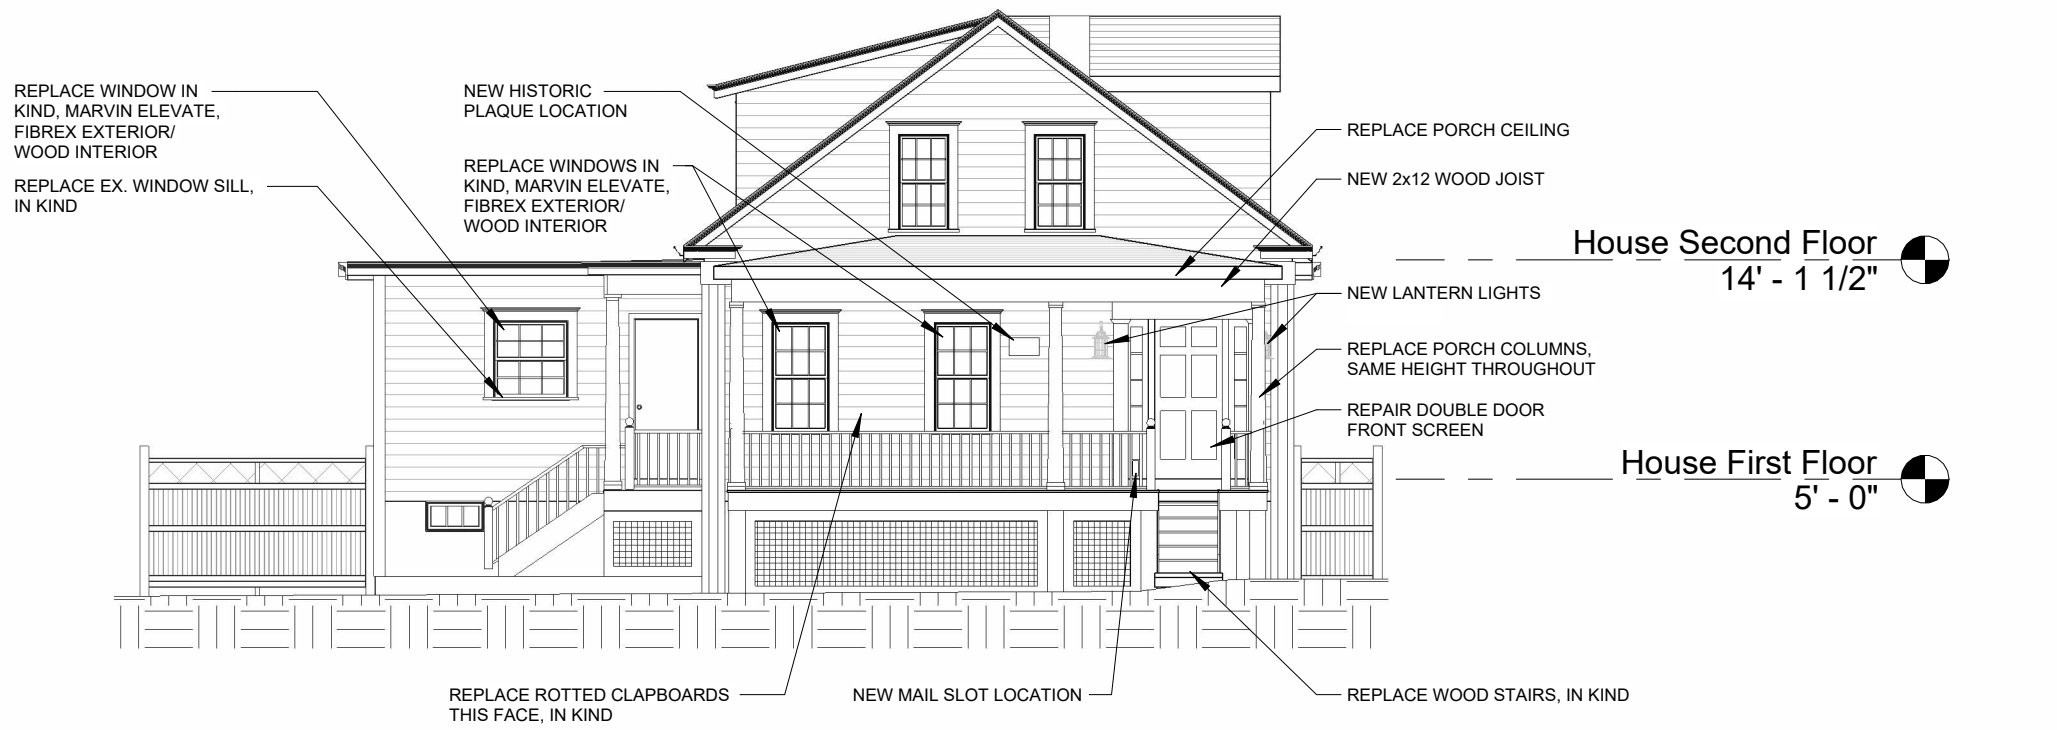 REPLACE WINDOW IN
KIND, MARVIN ELEVATE,
FIBREX EXTERIOR/
WOOD INTERIOR
REPLACE EX. WINDOW SILL,
IN KIND
NEW HISTORIC
PLAQUE LOCATION
REPLACE WINDOWS IN
KIND, MARVIN ELEVATE,
FIBREX EXTERIOR/
WOOD INTERIOR
REPLACE PORCH CEILING
NEW 2x12 WOOD JOIST
NEW LANTERN LIGHTS
REPLACE PORCH COLUMNS,
SAME HEIGHT THROUGHOUT
REPAIR DOUBLE DOOR
FRONT SCREEN
House Second Floor
14' - 1 1/2"
House First Floor
5' - 0"
REPLACE ROTTED CLAPBOARDS
THIS FACE, IN KIND
NEW MAIL SLOT LOCATION
REPLACE WOOD STAIRS, IN KIND